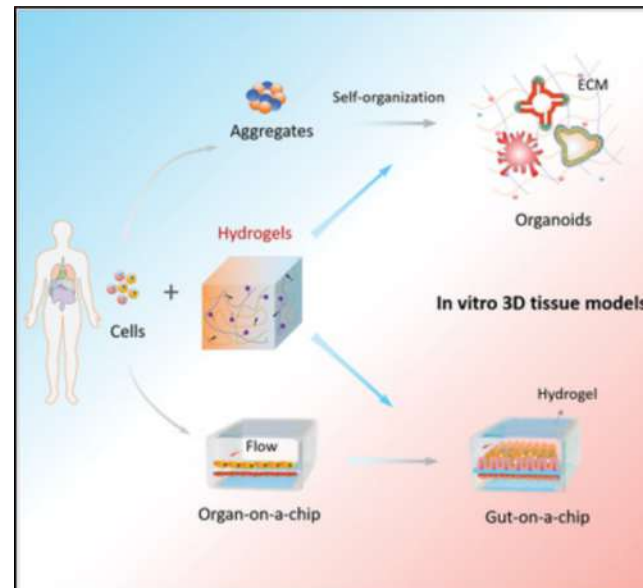 Self-organization
ECM
Aggregates
Organoids
Hydrogels
+
Cells
In vitro 3D tissue models
Hydrogel
Flow
Organ-on-a-chip
Gut-on-a-chip